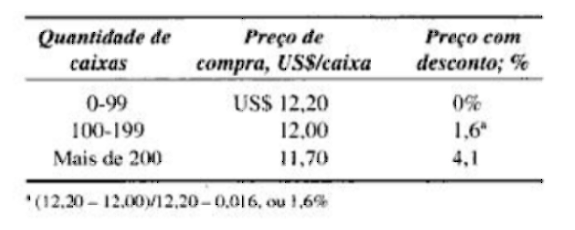 Quantidade de caixas Preço de compra, US$/caixa Preço com desconto; %
0-99 US$ 12,20 0%
100-199 12,00 1,6ª
Mais de 200 11,70 4,1
ª (12,20 – 12,00)/12,20 – 0,016, ou 1,6%